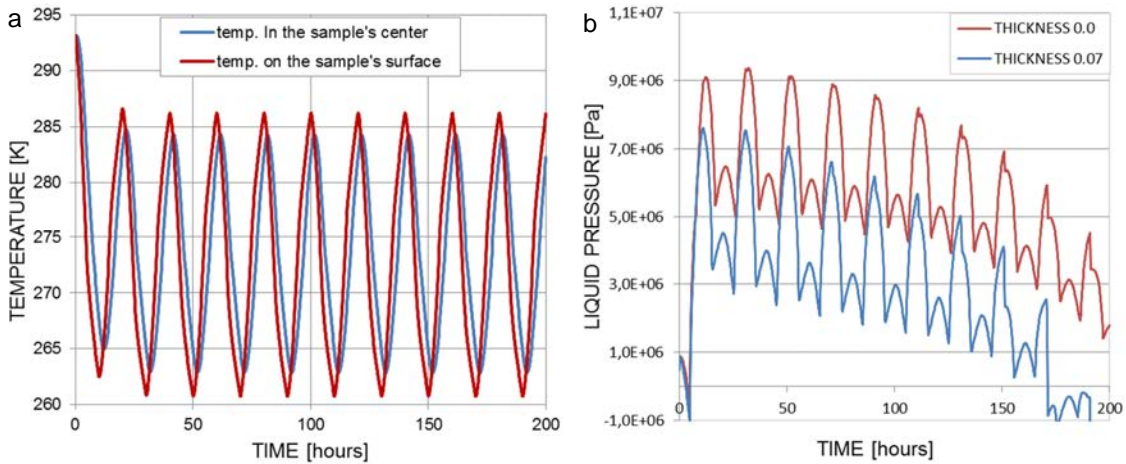 a
295
290
285
280
275
270
265
260
TEMPERATURE [K]
temp. In the sample's center
temp. on the sample's surface
0
50
100
150
200
TIME [hours]
b
1,1E+07
9,0E+06
7,0E+06
5,0E+06
3,0E+06
1,0E+06
-1,0E+06
LIQUID PRESSURE [Pa]
THICKNESS 0.0
THICKNESS 0.07
0
50
100
150
200
TIME [hours]